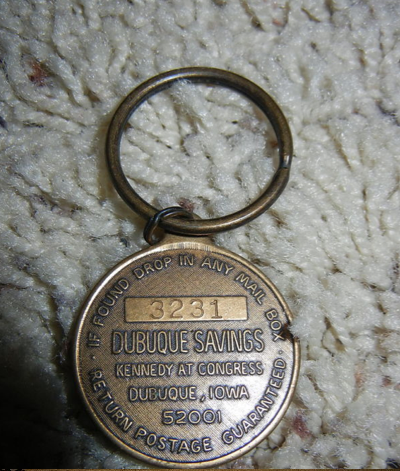 · IF FOUND DROP IN ANY MAIL BOX ·
3231
DUBUQUE SAVINGS
KENNEDY AT CONGRESS
DUBUQUE, IOWA
52001
RETURN POSTAGE GUARANTEED